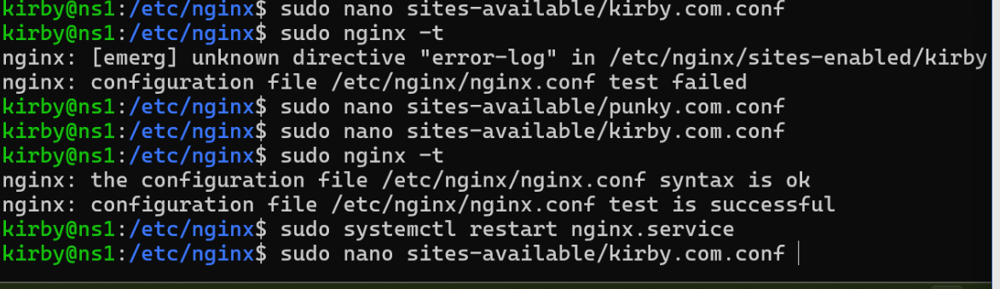 kirby@ns1:/etc/nginx$ sudo nano sites-available/kirby.com.conf
kirby@ns1:/etc/nginx$ sudo nginx -t
nginx: [emerg] unknown directive "error-log" in /etc/nginx/sites-enabled/kirby
nginx: configuration file /etc/nginx/nginx.conf test failed
kirby@ns1:/etc/nginx$ sudo nano sites-available/punky.com.conf
kirby@ns1:/etc/nginx$ sudo nano sites-available/kirby.com.conf
kirby@ns1:/etc/nginx$ sudo nginx -t
nginx: the configuration file /etc/nginx/nginx.conf syntax is ok
nginx: configuration file /etc/nginx/nginx.conf test is successful
kirby@ns1:/etc/nginx$ sudo systemctl restart nginx.service
kirby@ns1:/etc/nginx$ sudo nano sites-available/kirby.com.conf